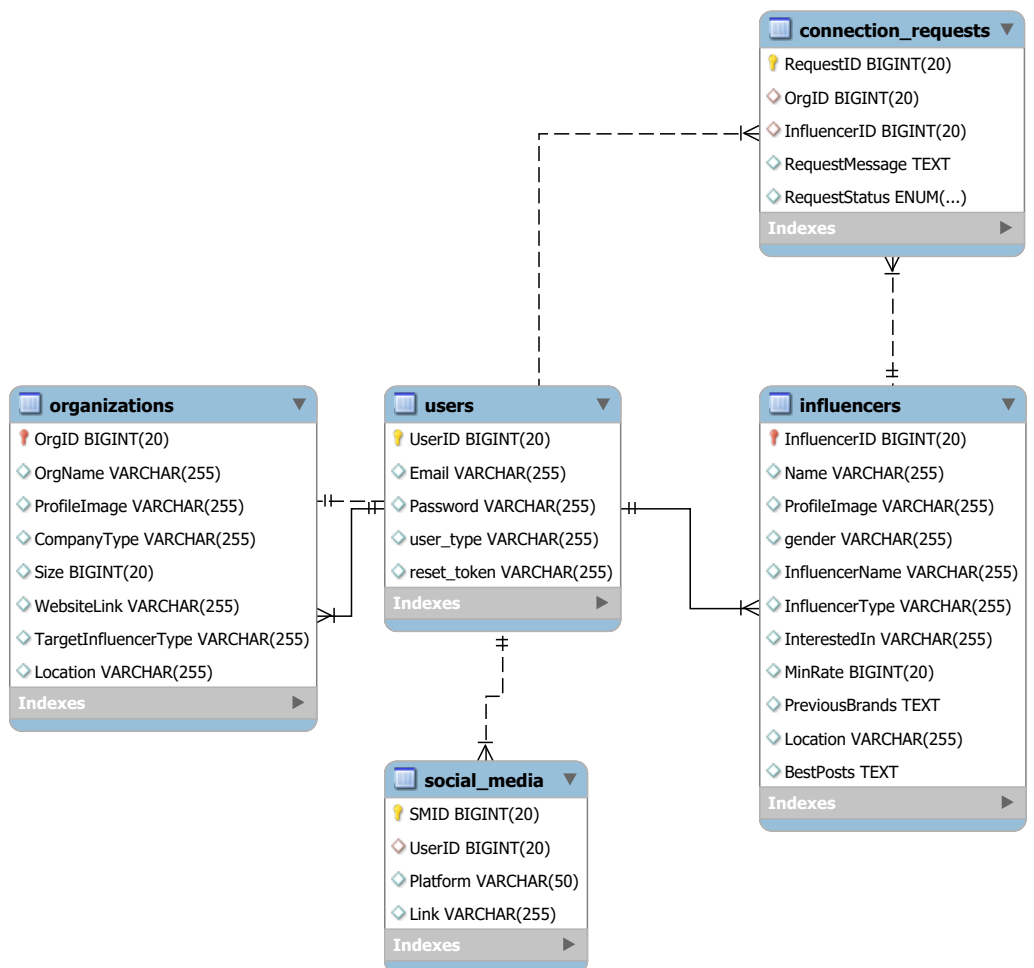 connection_requests
RequestID BIGINT(20)
OrgID BIGINT(20)
InfluencerID BIGINT(20)
RequestMessage TEXT
RequestStatus ENUM(...)
Indexes
organizations
OrgID BIGINT(20)
OrgName VARCHAR(255)
ProfileImage VARCHAR(255)
CompanyType VARCHAR(255)
Size BIGINT(20)
WebsiteLink VARCHAR(255)
TargetInfluencerType VARCHAR(255)
Location VARCHAR(255)
Indexes
users
UserID BIGINT(20)
Email VARCHAR(255)
Password VARCHAR(255)
user_type VARCHAR(255)
reset_token VARCHAR(255)
Indexes
influencers
InfluencerID BIGINT(20)
Name VARCHAR(255)
ProfileImage VARCHAR(255)
gender VARCHAR(255)
InfluencerName VARCHAR(255)
InfluencerType VARCHAR(255)
InterestedIn VARCHAR(255)
MinRate BIGINT(20)
PreviousBrands TEXT
Location VARCHAR(255)
BestPosts TEXT
Indexes
social_media
SMID BIGINT(20)
UserID BIGINT(20)
Platform VARCHAR(50)
Link VARCHAR(255)
Indexes